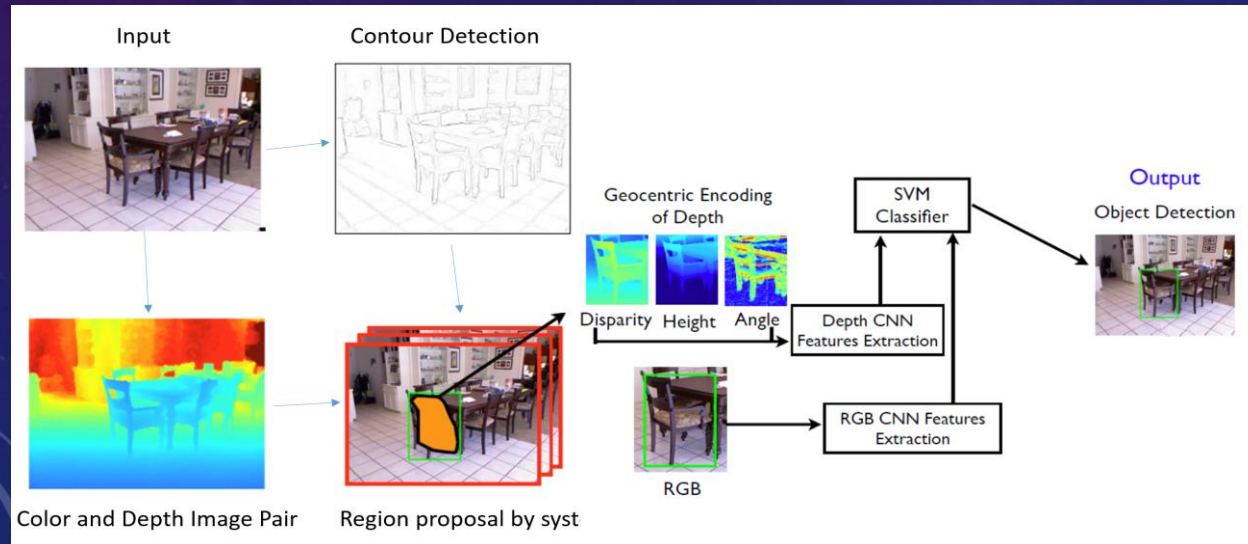 Input
Contour Detection
Color and Depth Image Pair
Region proposal by syst
Geocentric Encoding
of Depth
Disparity Height Angle
Depth CNN
Features Extraction
RGB
RGB CNN Features
Extraction
SVM
Classifier
Output
Object Detection